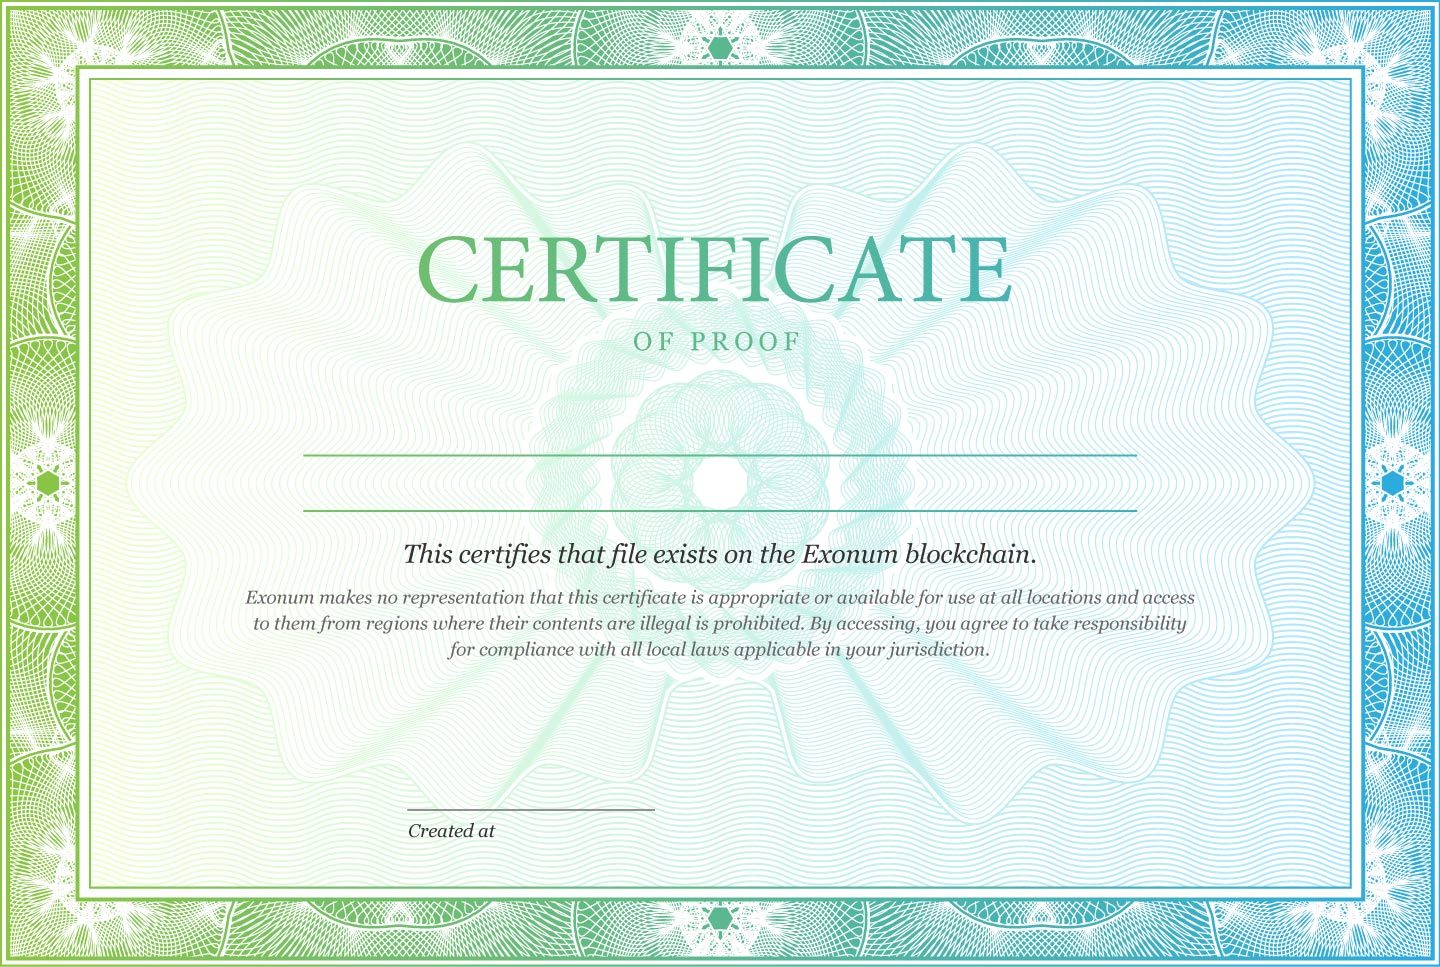 CERTIFICATE
OF PROOF
This certifies that file exists on the Exonum blockchain.
Exonum makes no representation that this certificate is appropriate or available for use at all locations and access
to them from regions where their contents are illegal is prohibited. By accessing, you agree to take responsibility
for compliance with all local laws applicable in your jurisdiction.
Created at